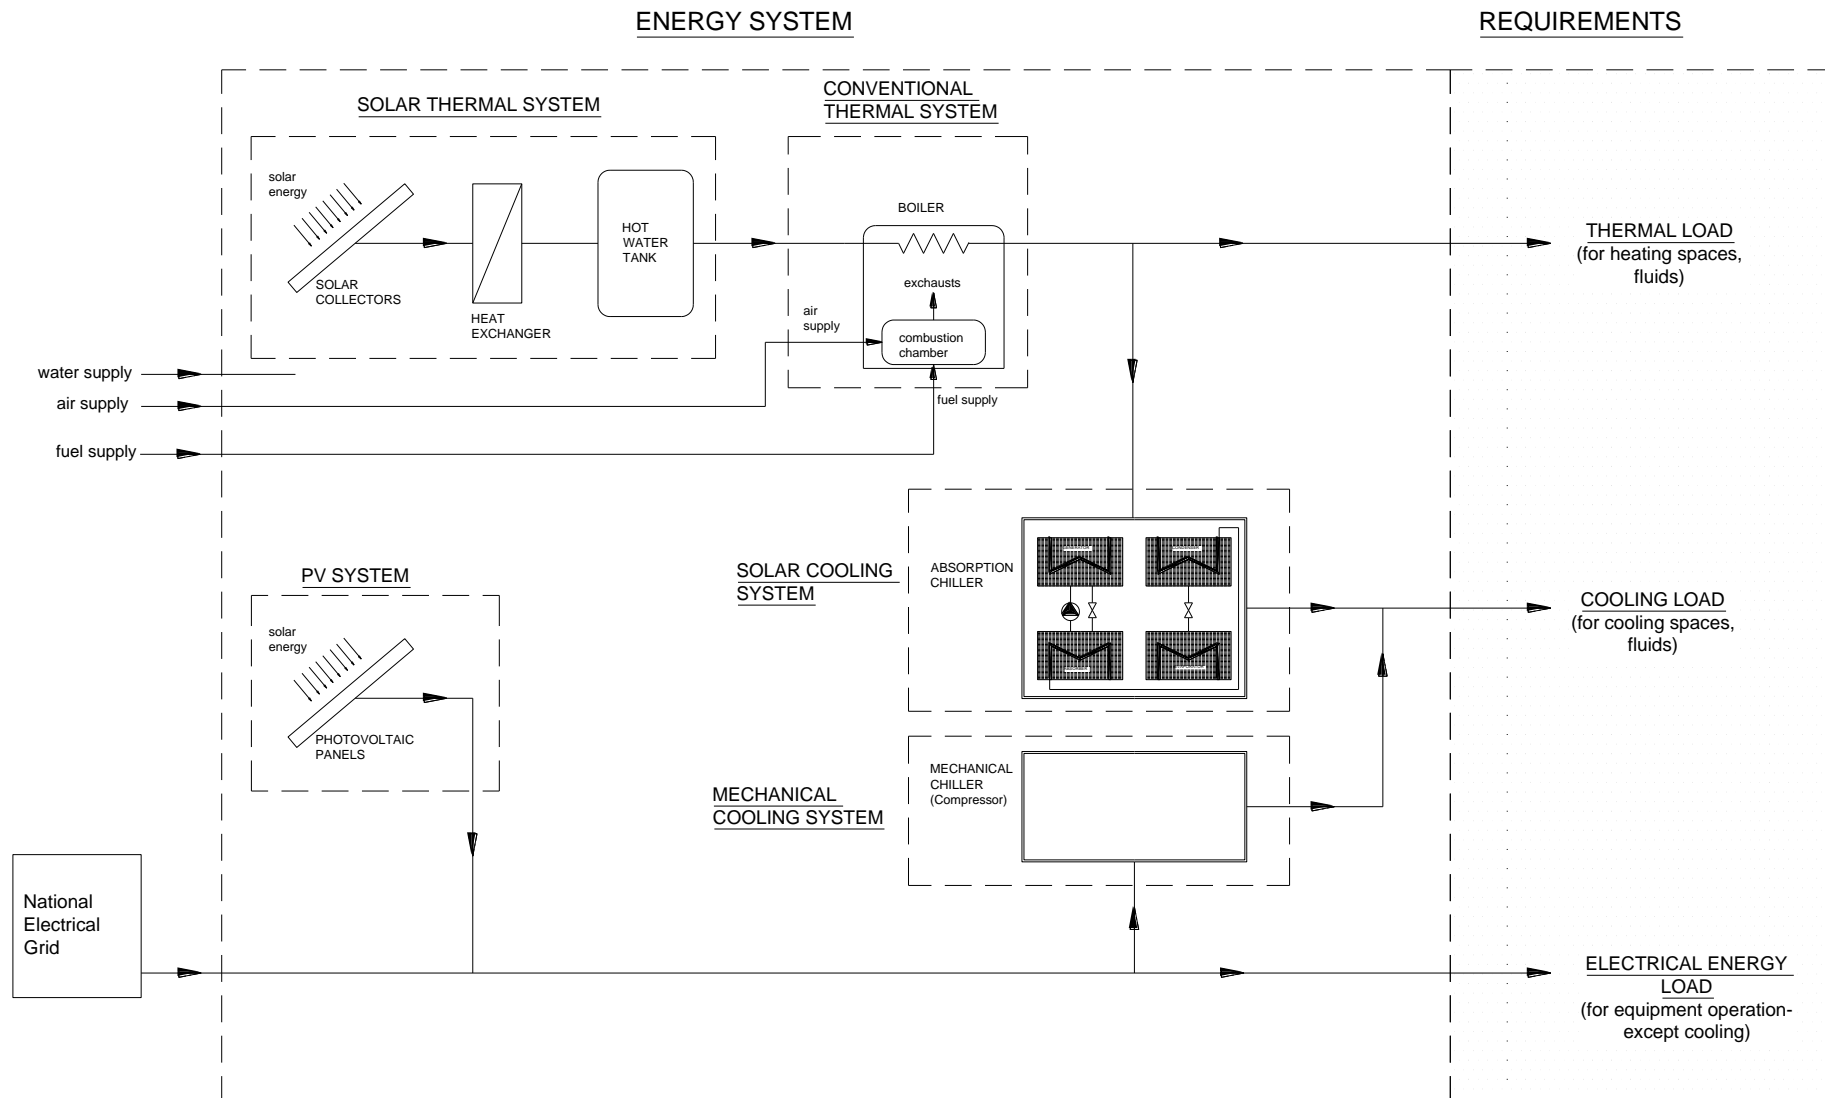 ENERGY SYSTEM
REQUIREMENTS
SOLAR THERMAL SYSTEM
CONVENTIONAL
THERMAL SYSTEM
solar
energy
SOLAR
COLLECTORS
HEAT
EXCHANGER
HOT
WATER
TANK
BOILER
exchausts
combustion
chamber
air
supply
fuel supply
THERMAL LOAD
(for heating spaces,
fluids)
water supply
air supply
fuel supply
PV SYSTEM
solar
energy
PHOTOVOLTAIC
PANELS
SOLAR COOLING
SYSTEM
ABSORPTION
CHILLER
GENERATOR
CONDENSER
COOLING LOAD
(for cooling spaces,
fluids)
MECHANICAL
COOLING SYSTEM
MECHANICAL
CHILLER
(Compressor)
National
Electrical
Grid
ELECTRICAL ENERGY
LOAD
(for equipment operation-
except cooling)